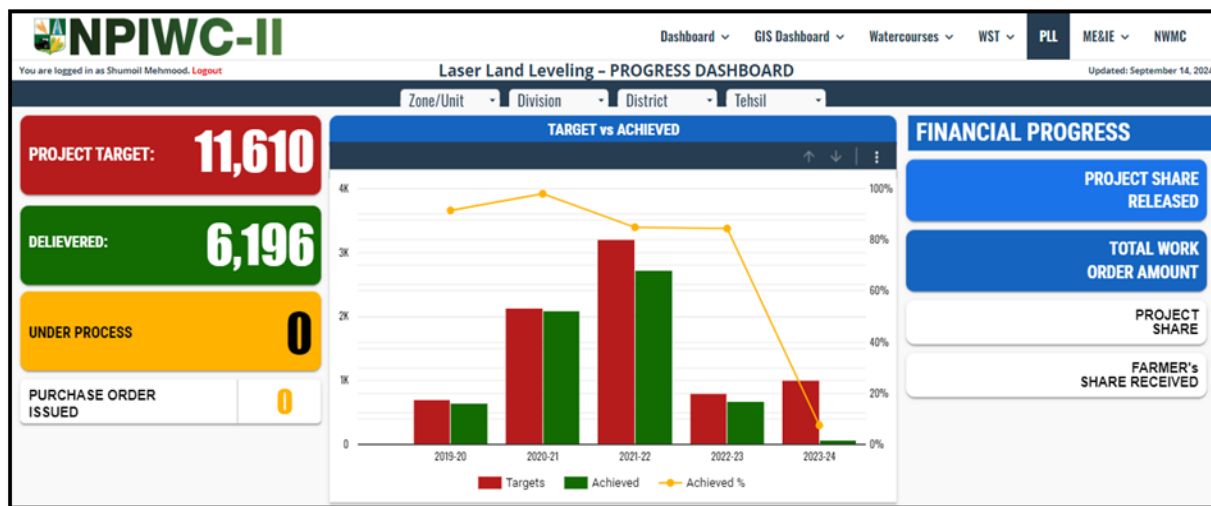 NPIWC-II
Dashboard GIS Dashboard Watercourses WST PLL ME&IE NWMC
You are logged in as Shumoil Mehmood. Logout
Laser Land Leveling – PROGRESS DASHBOARD
Updated: September 14, 2024
Zone/Unit Division District Tehsil
PROJECT TARGET: 11,610
DELIEVERED: 6,196
UNDER PROCESS 0
PURCHASE ORDER
ISSUED
0
TARGET vs ACHIEVED
4K
3K
2K
1K
0
100%
80%
60%
40%
20%
0%
2019-20 2020-21 2021-22 2022-23 2023-24
Targets Achieved Achieved %
FINANCIAL PROGRESS
PROJECT SHARE
RELEASED
TOTAL WORK
ORDER AMOUNT
PROJECT
SHARE
FARMER's
SHARE RECEIVED